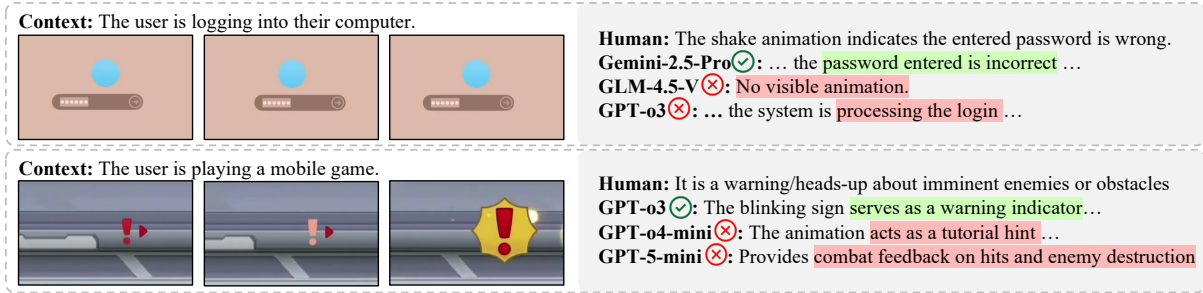 Context: The user is logging into their computer.
Human: The shake animation indicates the entered password is wrong.
Gemini-2.5-Pro: … the password entered is incorrect …
GLM-4.5-V: No visible animation.
GPT-o3: … the system is processing the login …
Context: The user is playing a mobile game.
Human: It is a warning/heads-up about imminent enemies or obstacles
GPT-o3: The blinking sign serves as a warning indicator…
GPT-o4-mini: The animation acts as a tutorial hint …
GPT-5-mini: Provides combat feedback on hits and enemy destruction